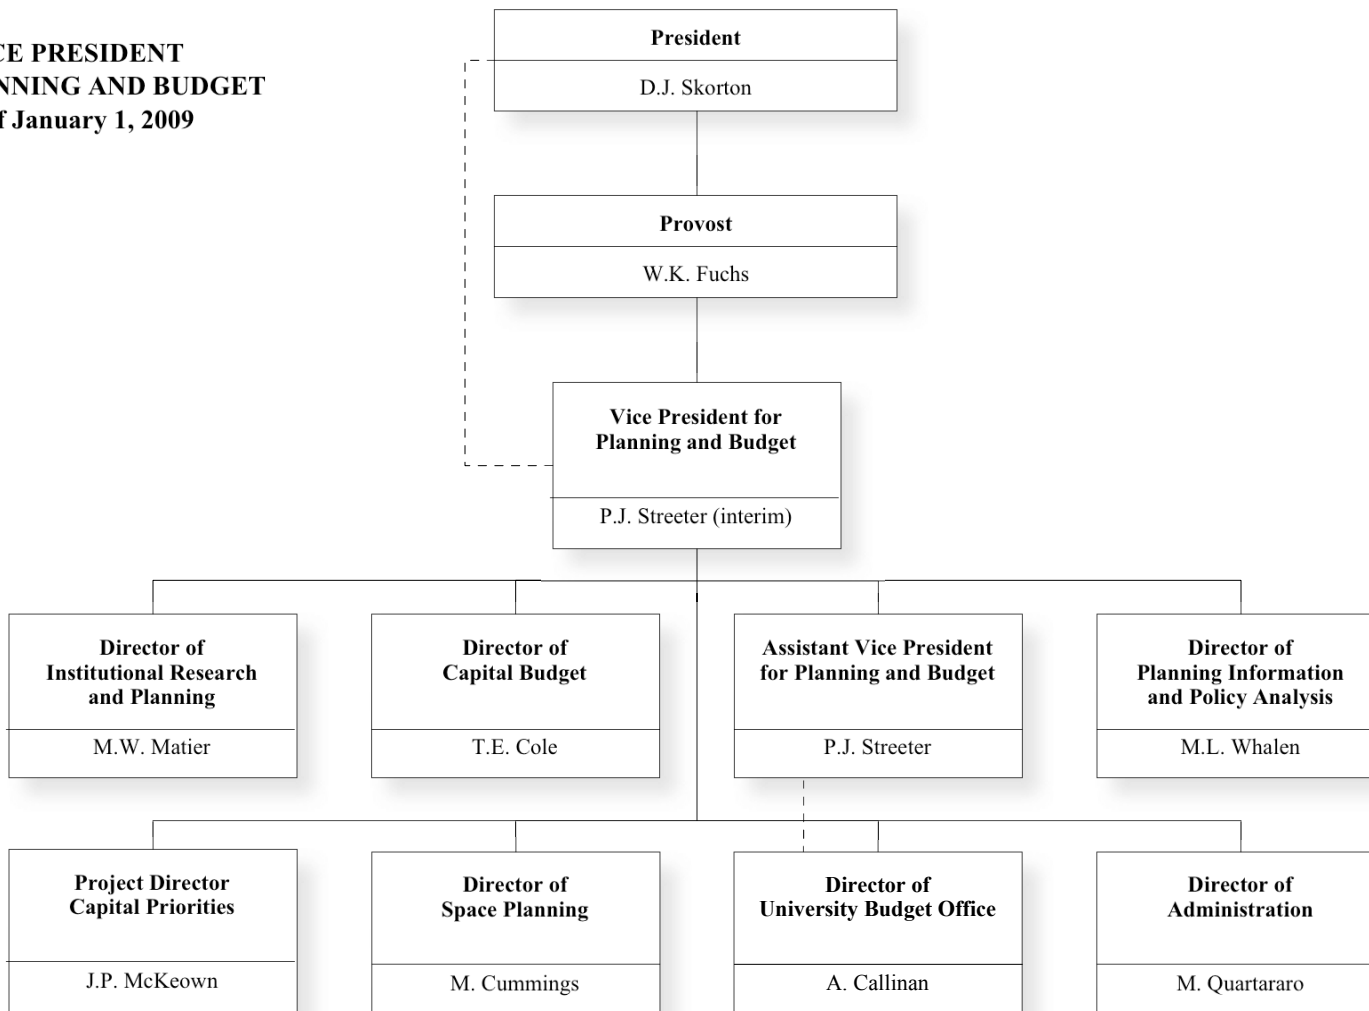 CE PRESIDENT
NNING AND BUDGET
f January 1, 2009
President
D.J. Skorton
Provost
W.K. Fuchs
Vice President for
Planning and Budget
P.J. Streeter (interim)
Director of
Institutional Research
and Planning
M.W. Matier
Director of
Capital Budget
T.E. Cole
Assistant Vice President
for Planning and Budget
P.J. Streeter
Director of
Planning Information
and Policy Analysis
M.L. Whalen
Project Director
Capital Priorities
J.P. McKeown
Director of
Space Planning
M. Cummings
Director of
University Budget Office
A. Callinan
Director of
Administration
M. Quartararo